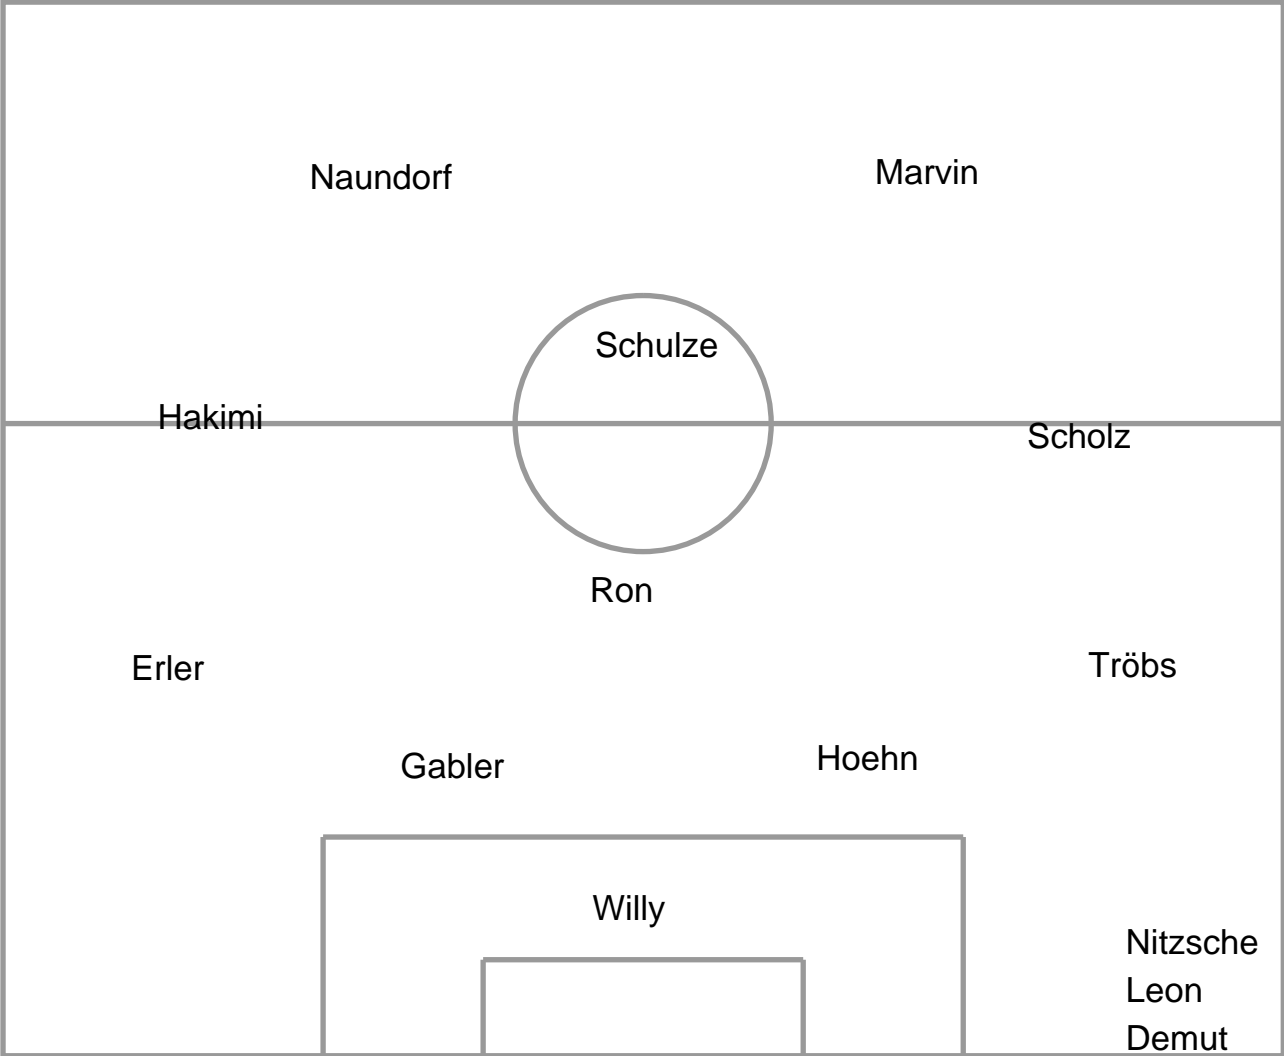 Naundorf
Marvin
Schulze
Hakimi
Scholz
Ron
Erler
Tröbs
Gabler
Hoehn
Willy
Nitzsche
Leon
Demut